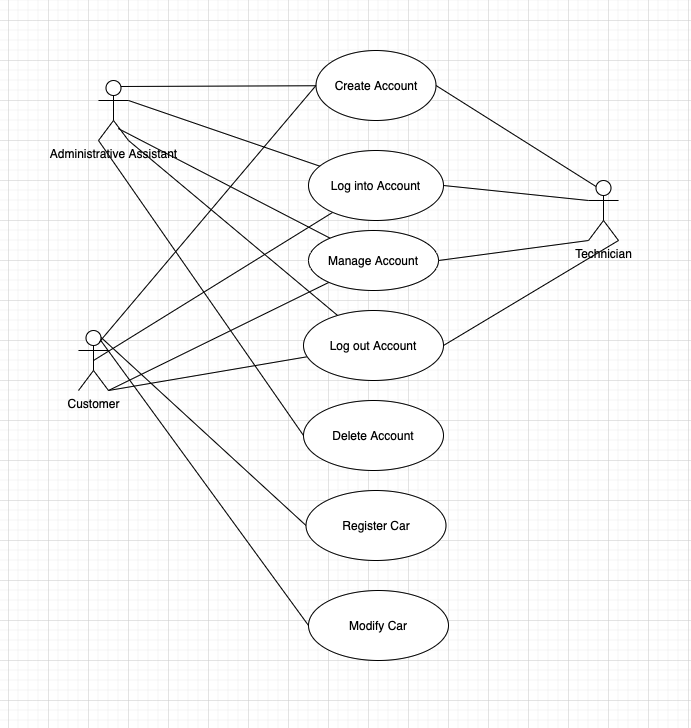 Create Account
Administrative Assistant
Log into Account
Manage Account
Technician
Log out Account
Customer
Delete Account
Register Car
Modify Car